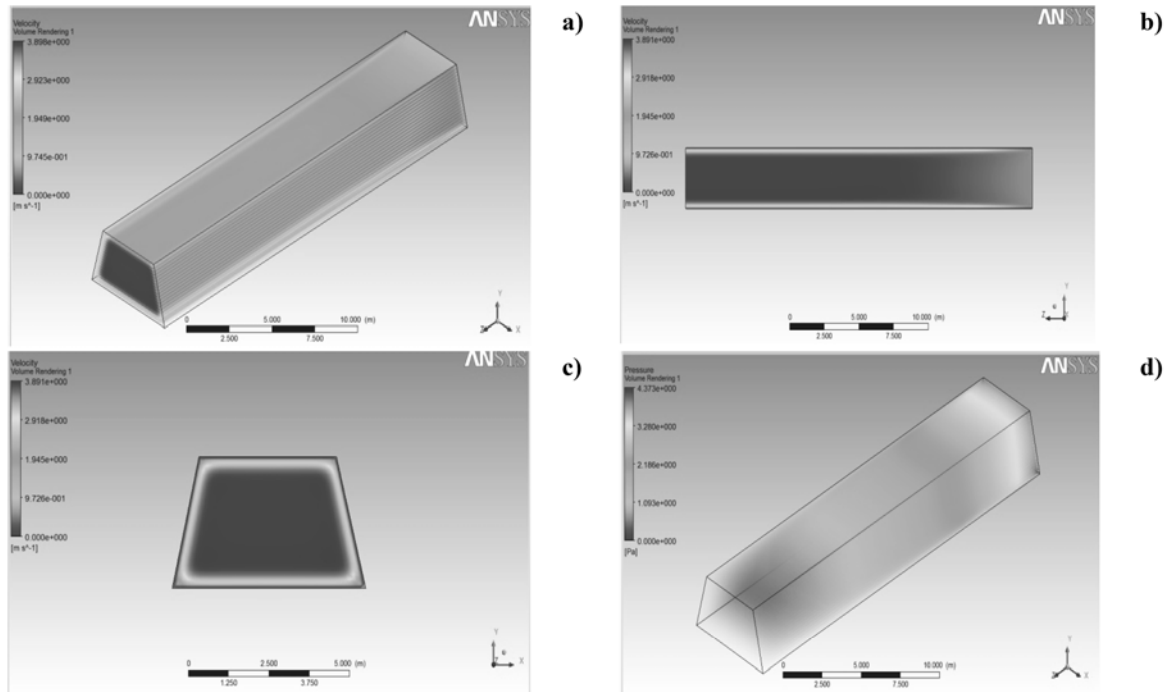 ANSYS
a)
Velocity
Volume Rendering 1
3.898e+000
2.923e+000
1.949e+000
9.745e-001
0.000e+000
[m s^-1]
0 5.000 10.000 (m)
2.500 7.500
Y
Z X
ANSYS
b)
Velocity
Volume Rendering 1
3.891e+000
2.918e+000
1.945e+000
9.726e-001
0.000e+000
[m s^-1]
0 5.000 10.000 (m)
2.500 7.500
Y
Z X
ANSYS
c)
Velocity
Volume Rendering 1
3.891e+000
2.918e+000
1.945e+000
9.726e-001
0.000e+000
[m s^-1]
0 2.500 5.000 (m)
1.250 3.750
Y
Z X
ANSYS
d)
Pressure
Volume Rendering 1
4.373e+000
3.280e+000
2.186e+000
1.093e+000
0.000e+000
[Pa]
0 5.000 10.000 (m)
2.500 7.500
Y
Z X